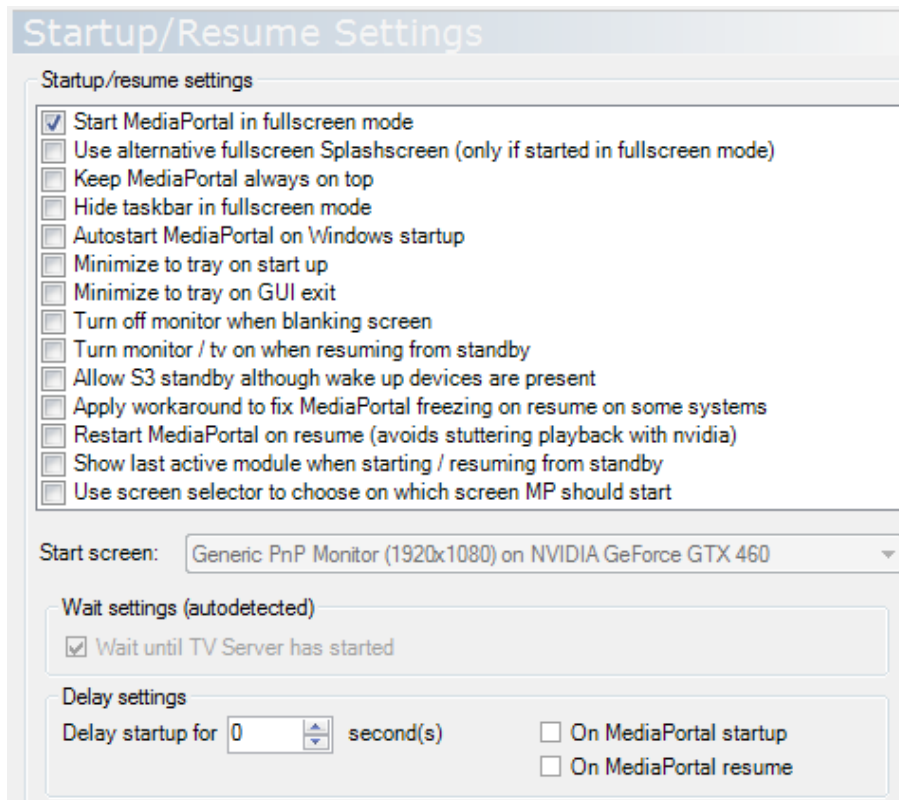 Startup/Resume Settings
Startup/resume settings
Start MediaPortal in fullscreen mode
Use alternative fullscreen Splashscreen (only if started in fullscreen mode)
Keep MediaPortal always on top
Hide taskbar in fullscreen mode
Autostart MediaPortal on Windows startup
Minimize to tray on start up
Minimize to tray on GUI exit
Turn off monitor when blanking screen
Turn monitor / tv on when resuming from standby
Allow S3 standby although wake up devices are present
Apply workaround to fix MediaPortal freezing on resume on some systems
Restart MediaPortal on resume (avoids stuttering playback with nvidia)
Show last active module when starting / resuming from standby
Use screen selector to choose on which screen MP should start
Start screen: Generic PnP Monitor (1920x1080) on NVIDIA GeForce GTX 460
Wait settings (autodetected)
Wait until TV Server has started
Delay settings
Delay startup for 0 second(s) On MediaPortal startup
On MediaPortal resume